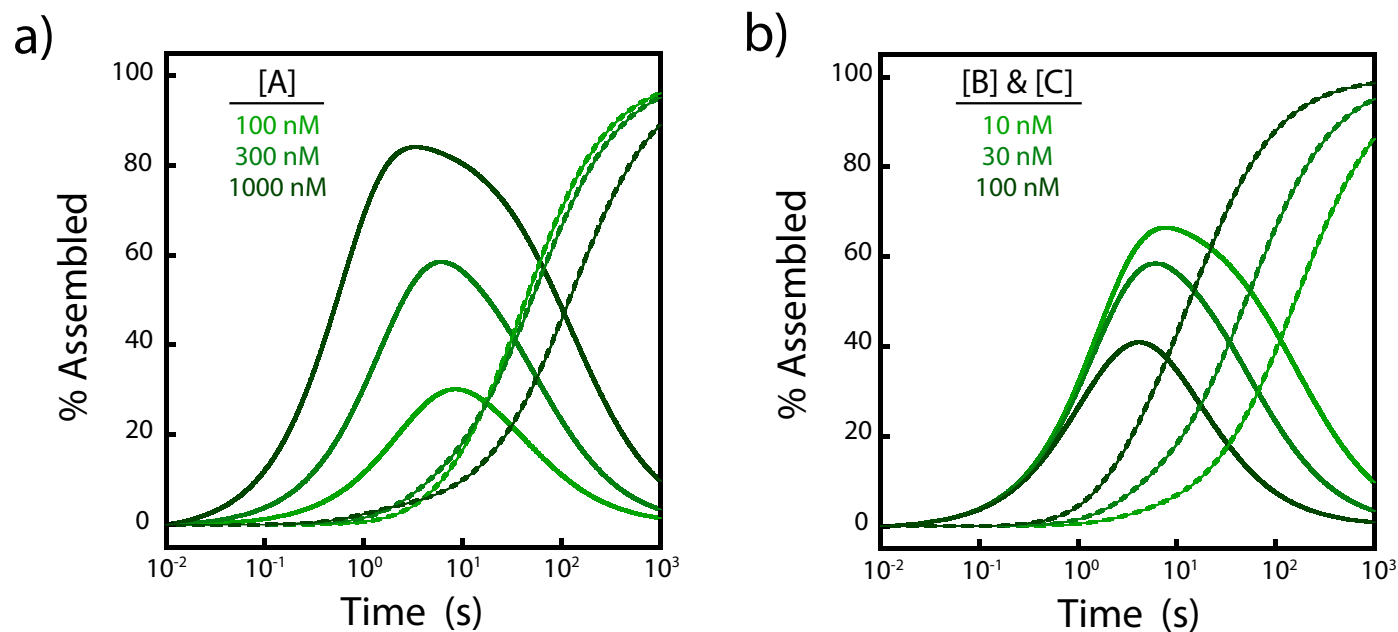 a)
[A]
100 nM
300 nM
1000 nM
100
80
60
40
20
0
% Assembled
10⁻² 10⁻¹ 10⁰ 10¹ 10² 10³
Time (s)
b)
[B] & [C]
10 nM
30 nM
100 nM
100
80
60
40
20
0
% Assembled
10⁻² 10⁻¹ 10⁰ 10¹ 10² 10³
Time (s)